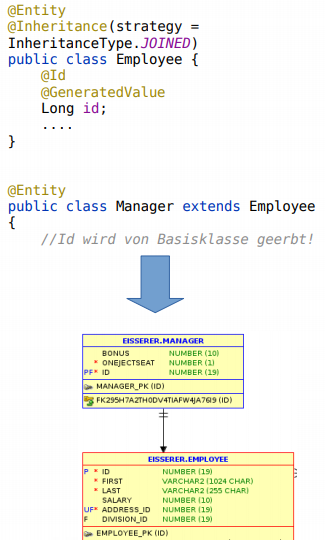 @Entity
@Inheritance(strategy =
InheritanceType.JOINED)
public class Employee {
@Id
@GeneratedValue
Long id;
....
}
@Entity
public class Manager extends Employee
{
//Id wird von Basisklasse geerbt!
EISSERER.MANAGER
BONUS NUMBER (10)
* ONEJECTSEAT NUMBER (1)
PF* ID NUMBER (19)
MANAGER_PK (ID)
FK295H7A2TH0DV4TIAFW4JA76I9 (ID)
EISSERER.EMPLOYEE
P * ID NUMBER (19)
* FIRST VARCHAR2 (1024 CHAR)
* LAST VARCHAR2 (255 CHAR)
SALARY NUMBER (10)
UF* ADDRESS_ID NUMBER (19)
F DIVISION_ID NUMBER (19)
EMPLOYEE_PK (ID)